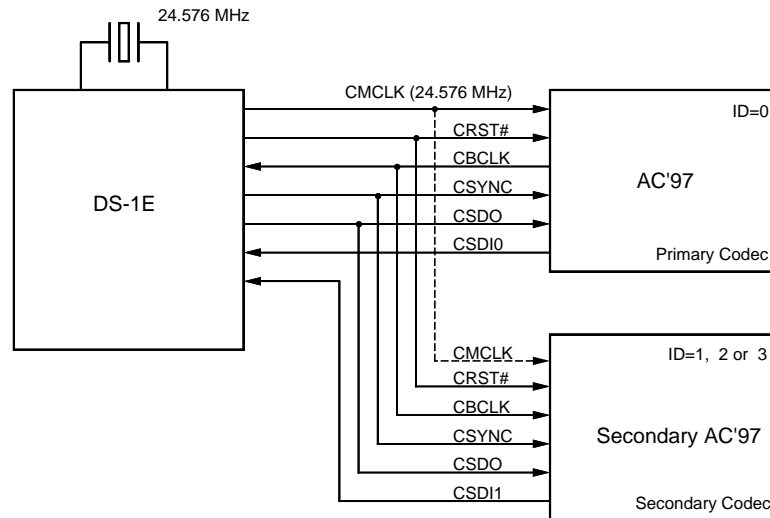 24.576 MHz
CMCLK (24.576 MHz)
ID=0
CRST#
CBCLK
AC'97
CSYNC
DS-1E
CSDO
CSDI0
Primary Codec
CMCLK
ID=1, 2 or 3
CRST#
CBCLK
CSYNC
Secondary AC'97
CSDO
CSDI1
Secondary Codec